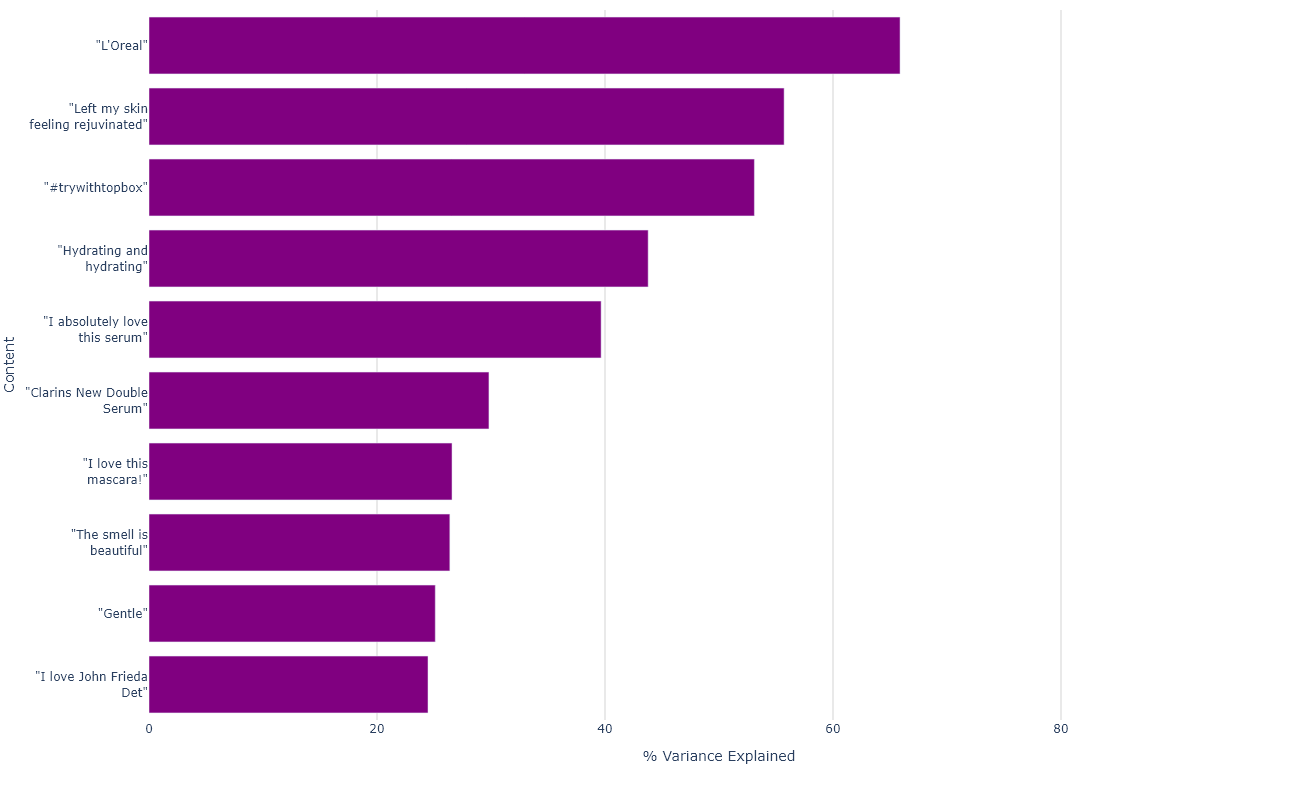 "L'Oreal"
"Left my skin
feeling rejuvinated"
"#trywithtopbox"
"Hydrating and
hydrating"
"I absolutely love
this serum"
"Clarins New Double
Serum"
"I love this
mascara!"
"The smell is
beautiful"
"Gentle"
"I love John Frieda
Det"
Content
0 20 40 60 80
% Variance Explained